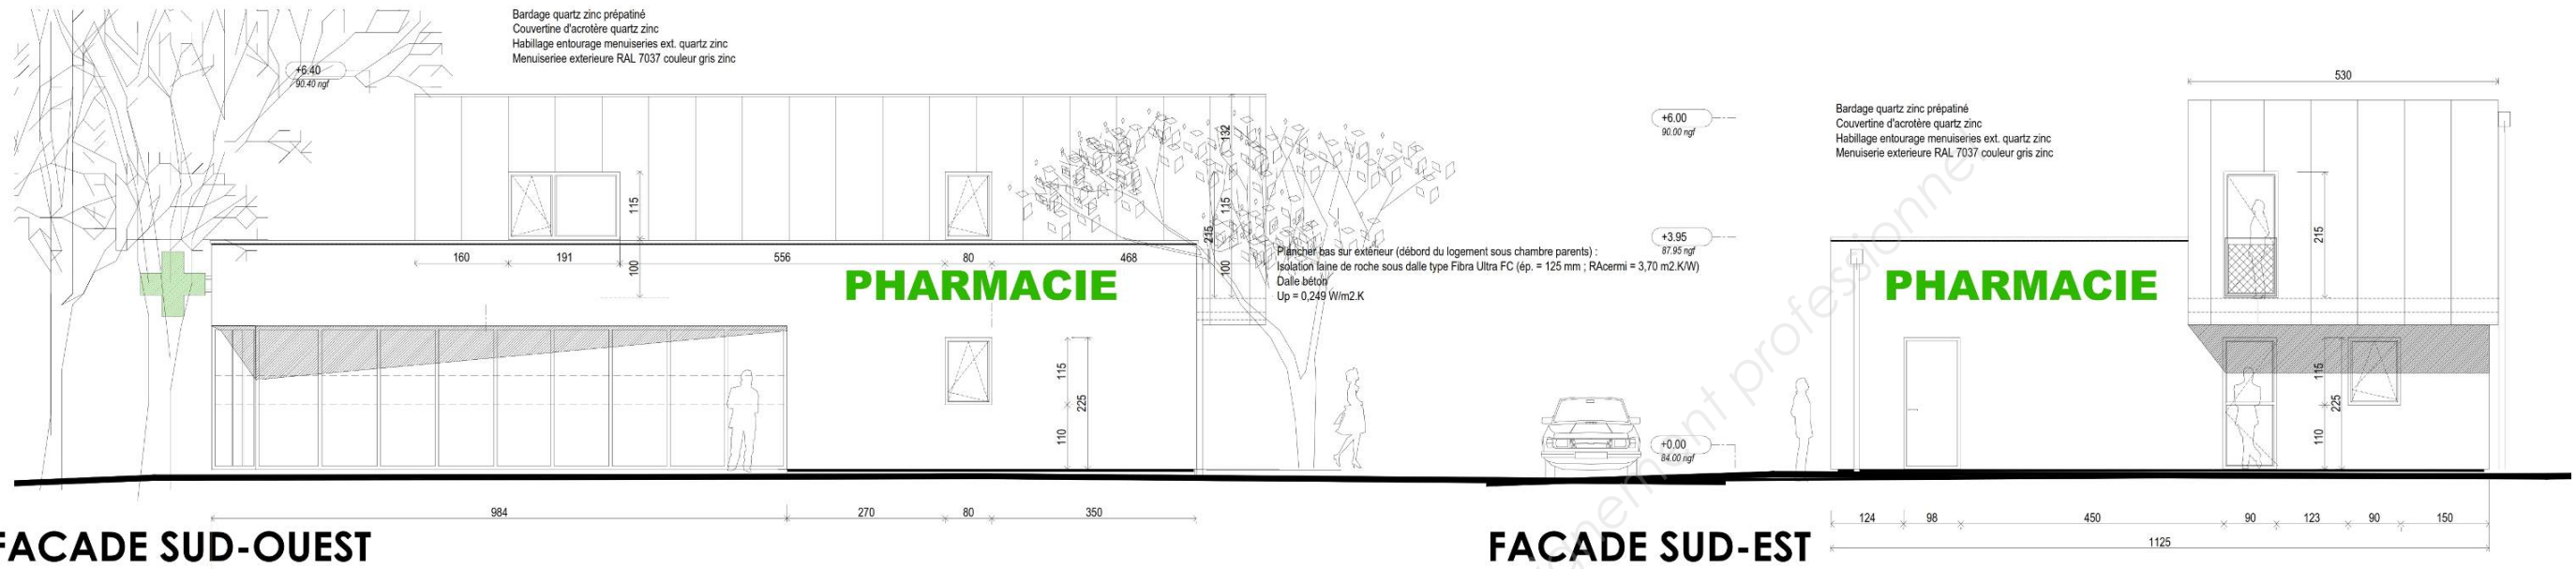 Bardage quartz zinc prépatiné
Couvertine d'acrotère quartz zinc
Habillage entourage menuiseries ext. quartz zinc
Menuiseriee exterieure RAL 7037 couleur gris zinc
+6.40
90.40 ngf
132
115
115
215
100
100
160 191 556 80 468
PHARMACIE
Plancher bas sur extérieur (débord du logement sous chambre parents) :
Isolation laine de roche sous dalle type Fibra Ultra FC (ép. = 125 mm ; RAcermi = 3,70 m2.K/W)
Dalle béton
Up = 0,249 W/m2.K
115
225
110
984 270 80 350
FACADE SUD-OUEST
+6.00
90.00 ngf
+3.95
87.95 ngf
+0.00
84.00 ngf
530
Bardage quartz zinc prépatiné
Couvertine d'acrotère quartz zinc
Habillage entourage menuiseries ext. quartz zinc
Menuiserie exterieure RAL 7037 couleur gris zinc
215
PHARMACIE
115
225
110
124 98 450 90 123 90 150
1125
FACADE SUD-EST
ignement professionne